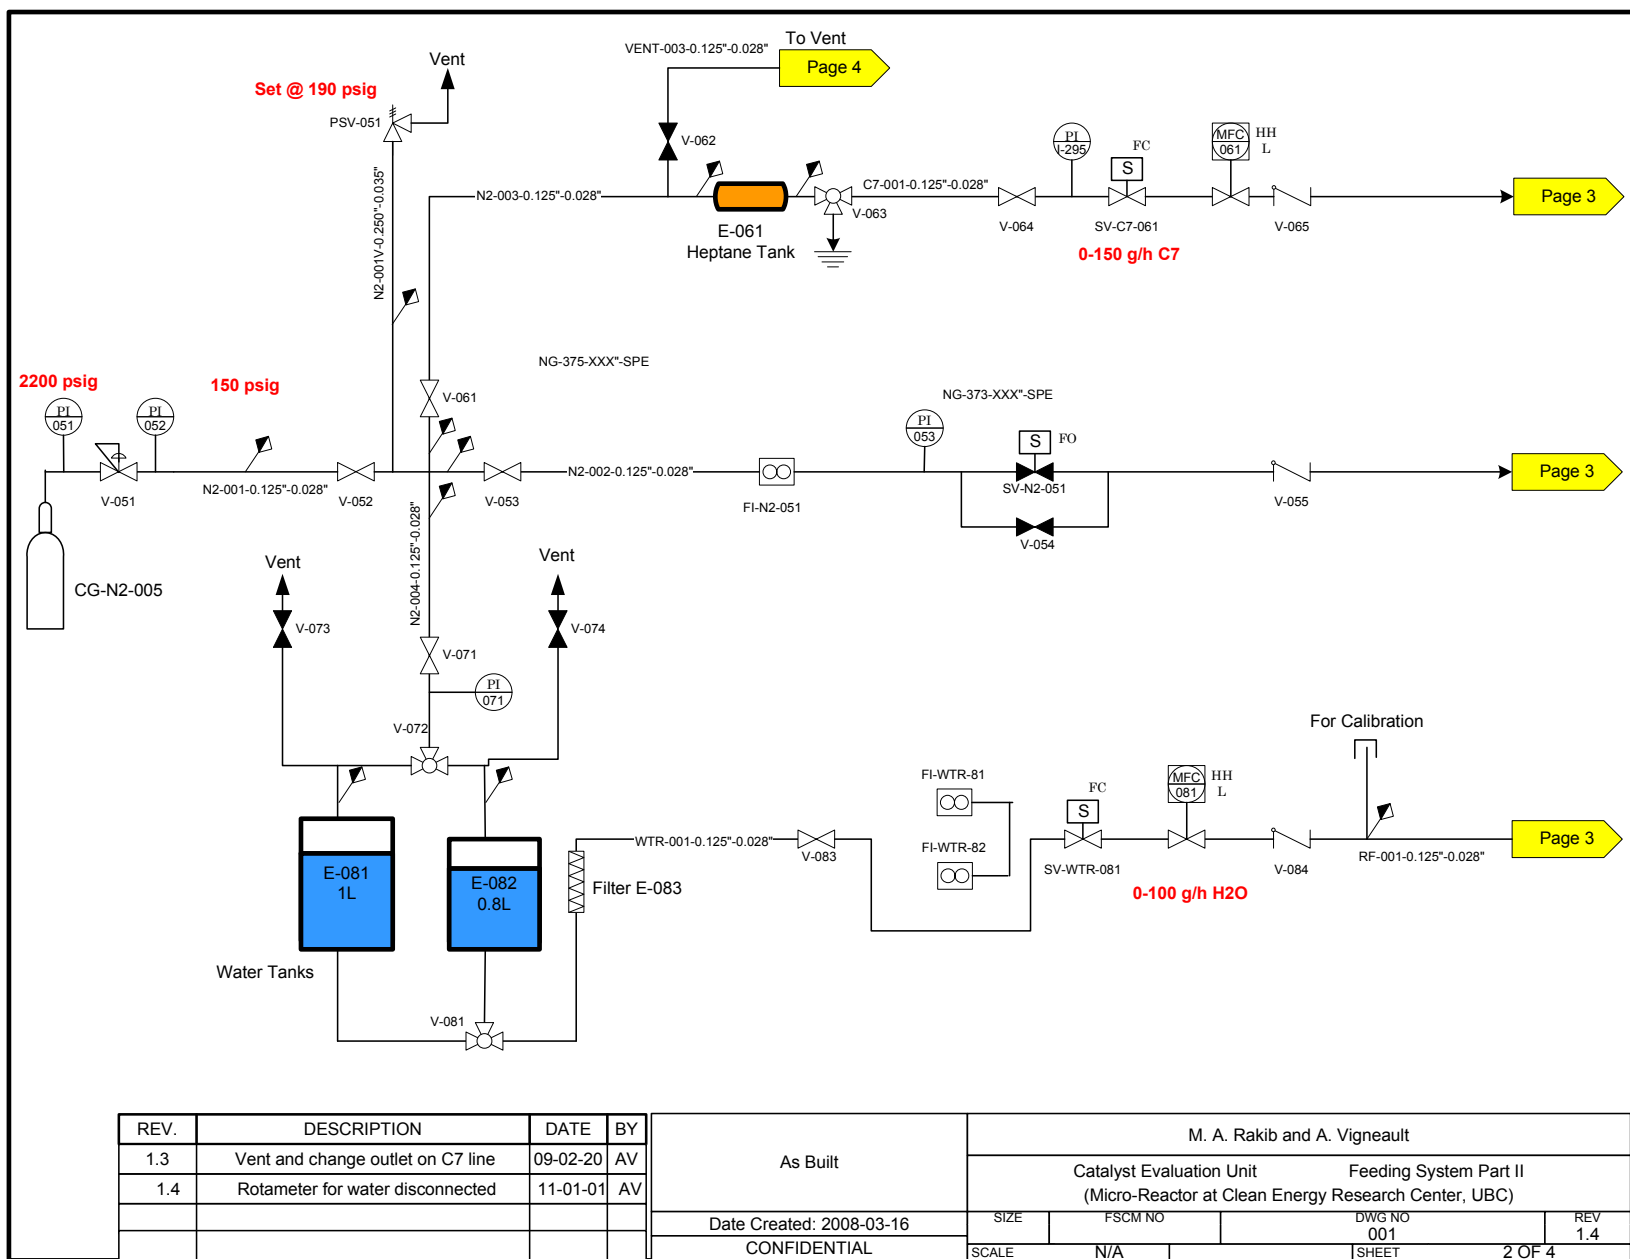 To Vent
VENT-003-0.125"-0.028"
Page 4
Vent
Set @ 190 psig
PSV-051
V-062
PI
I-295
FC
S
MFC
061
HH
L
N2-001V-0.250"-0.035"
N2-003-0.125"-0.028"
C7-001-0.125"-0.028"
Page 3
V-063
E-061
Heptane Tank
V-064
SV-C7-061
V-065
0-150 g/h C7
NG-375-XXX"-SPE
2200 psig
150 psig
V-061
NG-373-XXX"-SPE
PI
051
PI
052
PI
053
S
FO
N2-002-0.125"-0.028"
Page 3
V-051
N2-001-0.125"-0.028"
V-052
V-053
FI-N2-051
SV-N2-051
V-055
V-054
N2-004-0.125"-0.028"
Vent
Vent
CG-N2-005
V-073
V-074
V-071
PI
071
V-072
For Calibration
FI-WTR-81
FC
S
MFC
081
HH
L
WTR-001-0.125"-0.028"
V-083
FI-WTR-82
Page 3
E-081
1L
E-082
0.8L
Filter E-083
SV-WTR-081
V-084
RF-001-0.125"-0.028"
0-100 g/h H2O
Water Tanks
V-081
REV. DESCRIPTION DATE BY
1.3 Vent and change outlet on C7 line 09-02-20 AV
1.4 Rotameter for water disconnected 11-01-01 AV
As Built
Date Created: 2008-03-16
CONFIDENTIAL
M. A. Rakib and A. Vigneault
Catalyst Evaluation Unit Feeding System Part II
(Micro-Reactor at Clean Energy Research Center, UBC)
SIZE FSCM NO DWG NO REV
001 1.4
SCALE N/A SHEET 2 OF 4